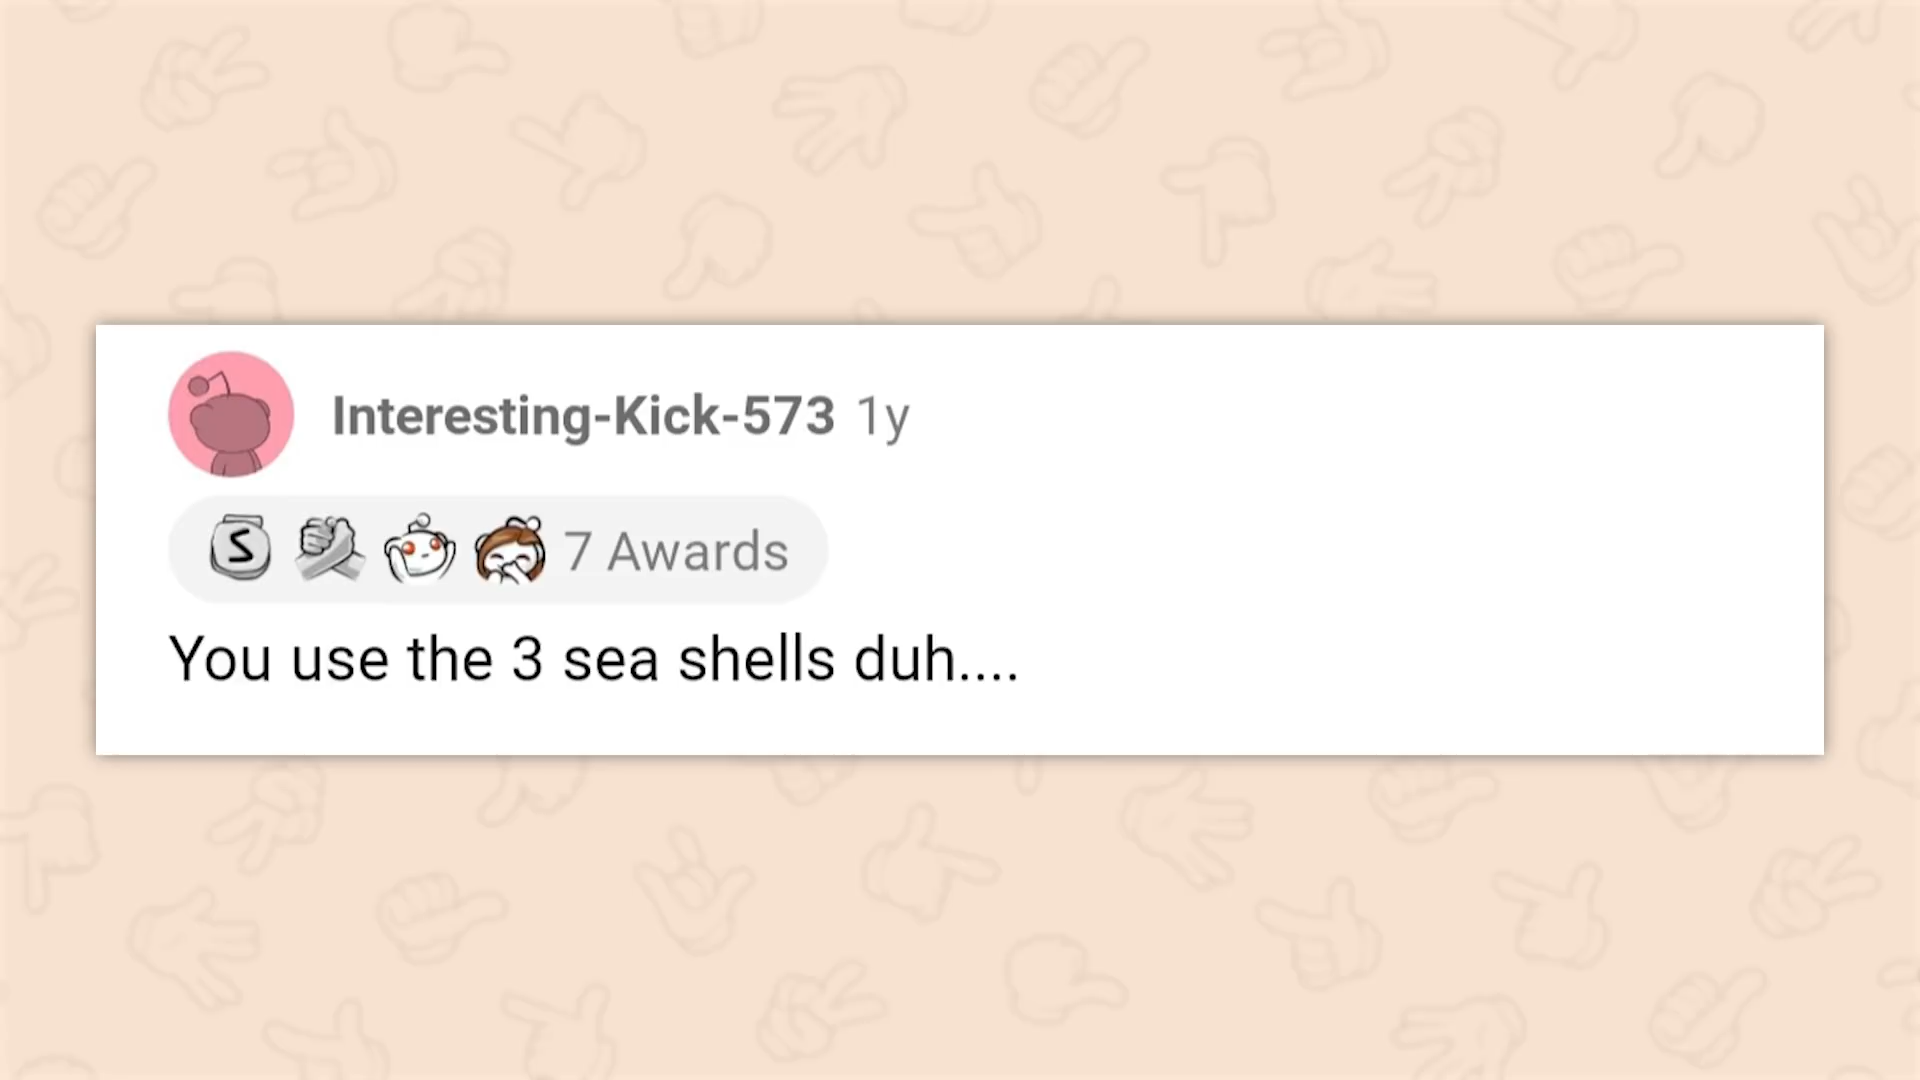 Interesting-Kick-573 1y
S 7 Awards
You use the 3 sea shells duh....